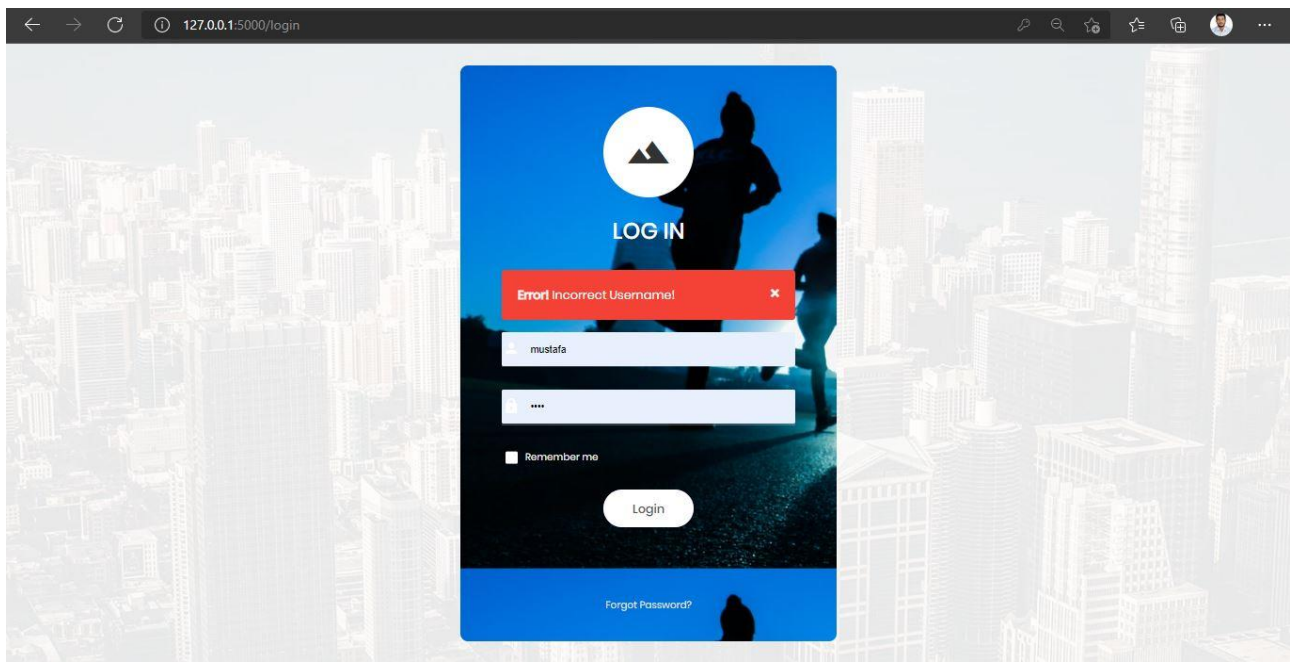 127.0.0.1:5000/login
LOG IN
Error! Incorrect Username!
mustafa
••••
Remember me
Login
Forgot Password?